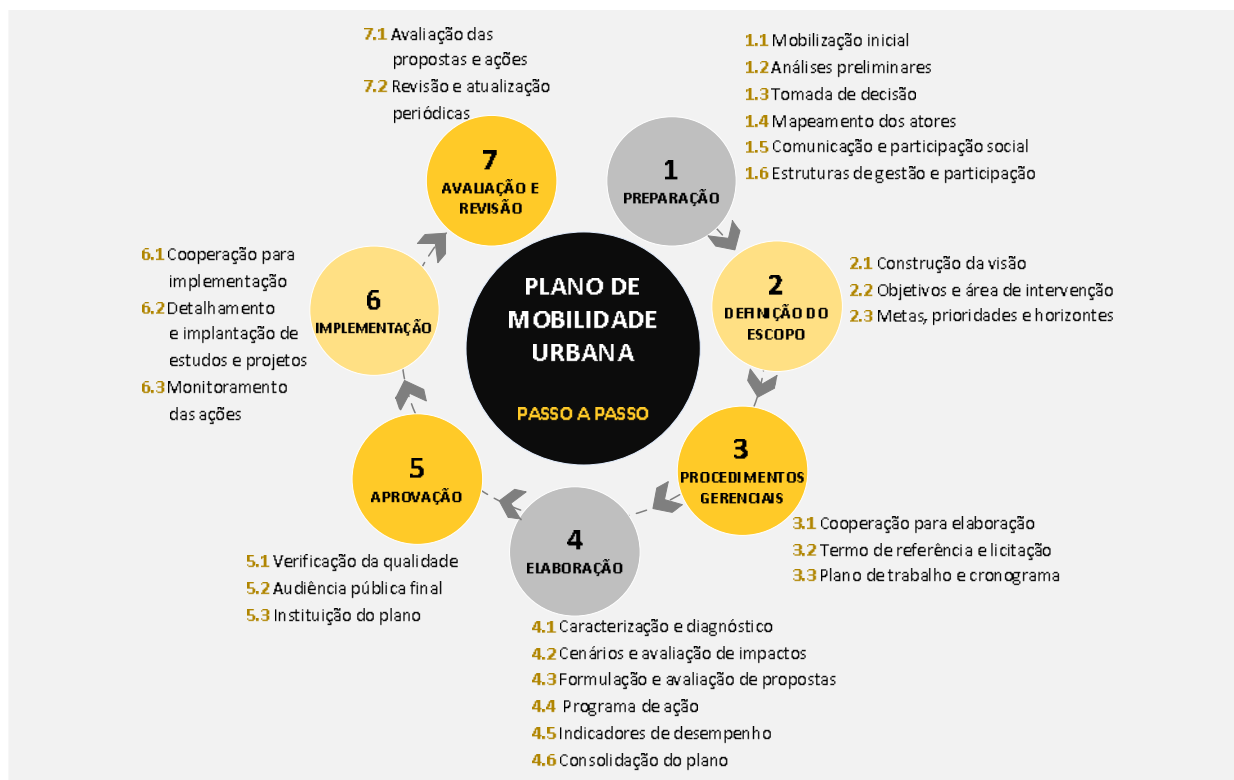 PLANO DE
MOBILIDADE
URBANA
PASSO A PASSO
1
PREPARAÇÃO
1.1 Mobilização inicial
1.2 Análises preliminares
1.3 Tomada de decisão
1.4 Mapeamento dos atores
1.5 Comunicação e participação social
1.6 Estruturas de gestão e participação
2
DEFINIÇÃO DO
ESCOPO
2.1 Construção da visão
2.2 Objetivos e área de intervenção
2.3 Metas, prioridades e horizontes
3
PROCEDIMENTOS
GERENCIAIS
3.1 Cooperação para elaboração
3.2 Termo de referência e licitação
3.3 Plano de trabalho e cronograma
4
ELABORAÇÃO
4.1 Caracterização e diagnóstico
4.2 Cenários e avaliação de impactos
4.3 Formulação e avaliação de propostas
4.4 Programa de ação
4.5 Indicadores de desempenho
4.6 Consolidação do plano
5
APROVAÇÃO
5.1 Verificação da qualidade
5.2 Audiência pública final
5.3 Instituição do plano
6
IMPLEMENTAÇÃO
6.1 Cooperação para
implementação
6.2 Detalhamento
e implantação de
estudos e projetos
6.3 Monitoramento
das ações
7
AVALIAÇÃO E
REVISÃO
7.1 Avaliação das
propostas e ações
7.2 Revisão e atualização
periódicas